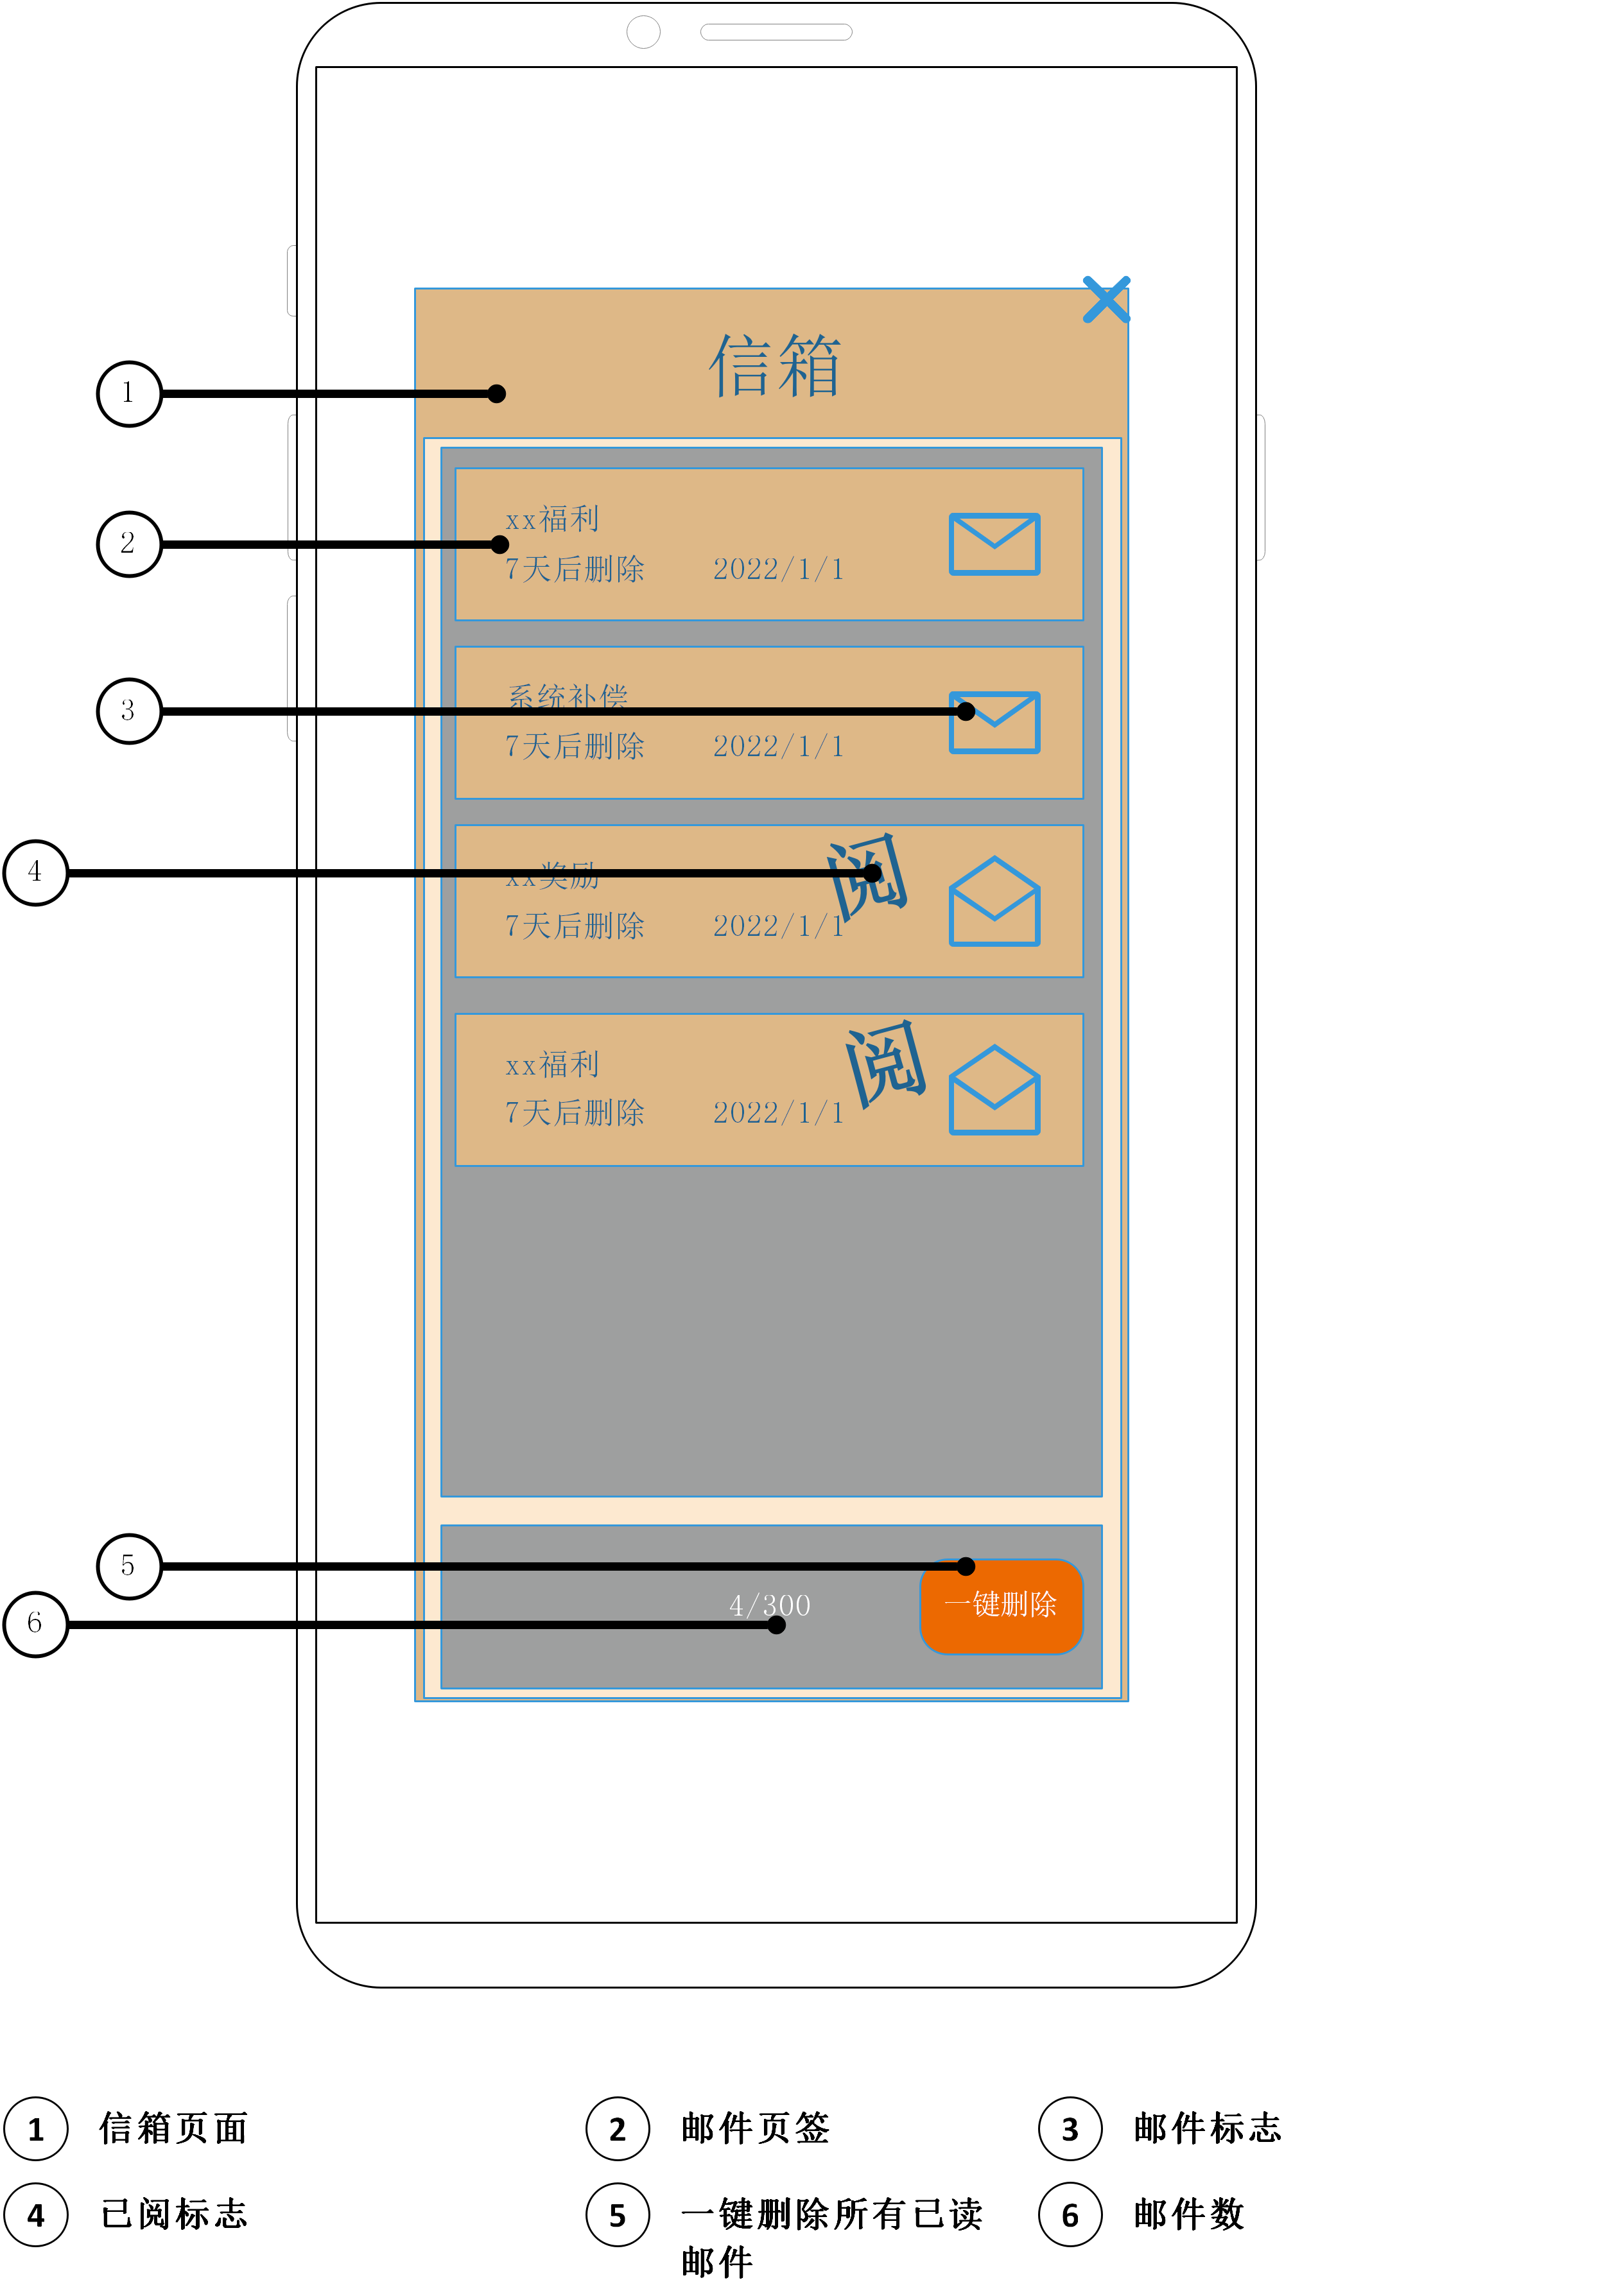 信箱
1
xx福利
2
7天后删除 2022/1/1
系统补偿
3
7天后删除 2022/1/1
阅
4
xx奖励
7天后删除 2022/1/1
阅
xx福利
7天后删除 2022/1/1
5
4/300 一键删除
6
1 信箱页面 2 邮件页签 3 邮件标志
4 已阅标志 5 一键删除所有已读 6 邮件数
邮件